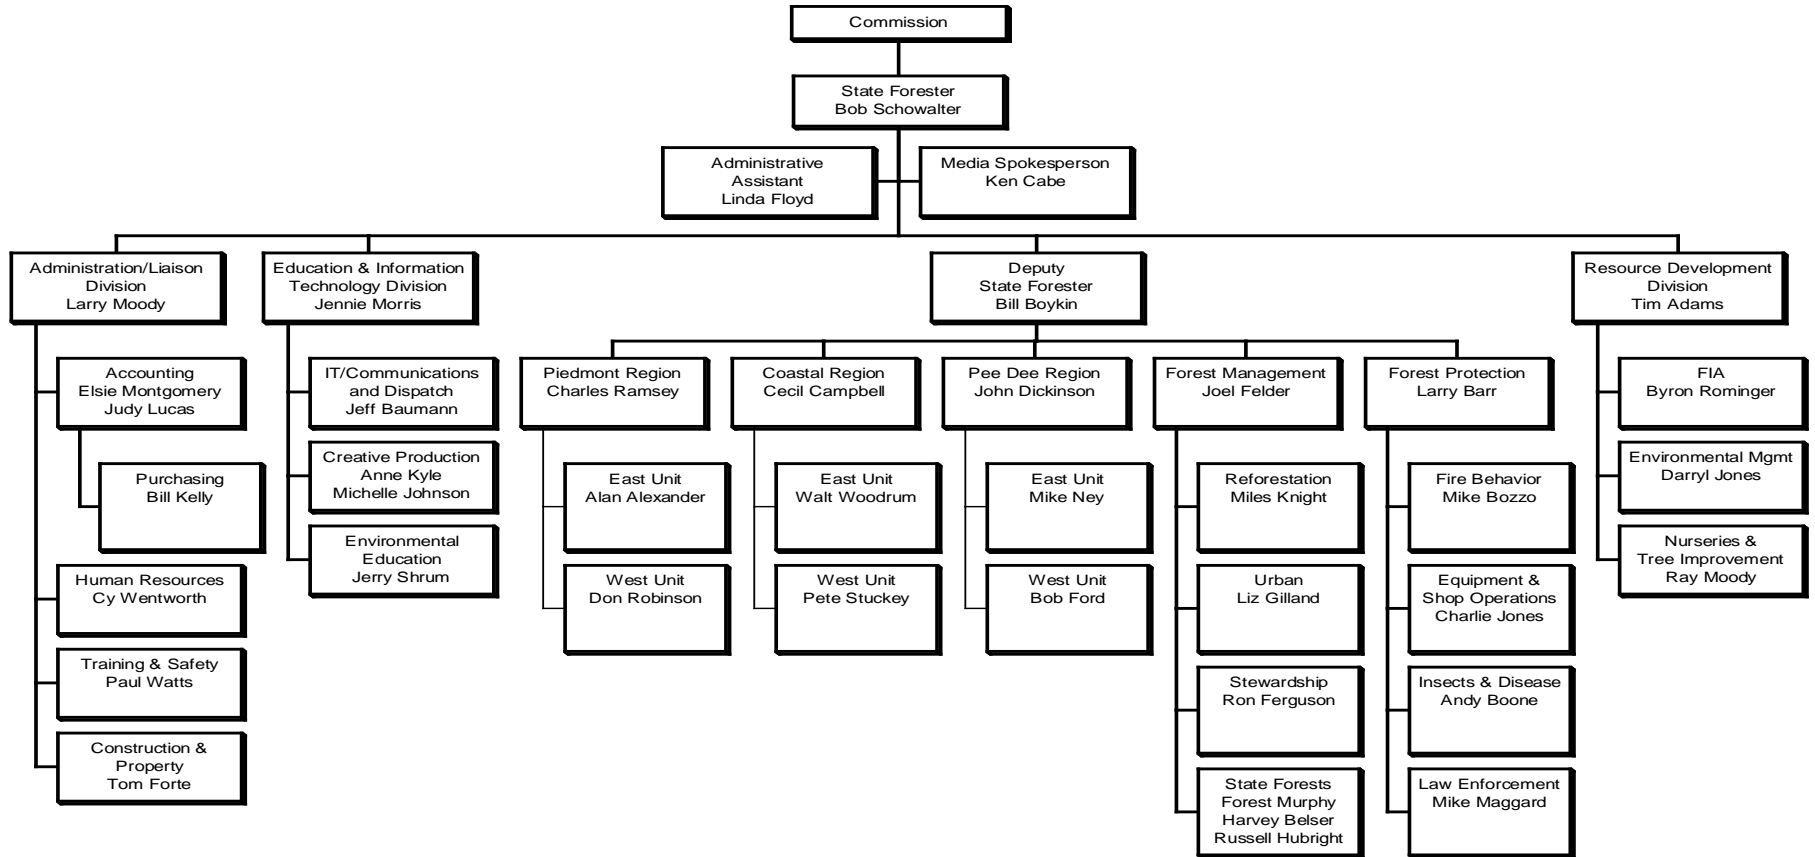 Commission
State Forester
Bob Schowalter
Administrative
Assistant
Linda Floyd
Media Spokesperson
Ken Cabe
Administration/Liaison
Division
Larry Moody
Education & Information
Technology Division
Jennie Morris
Deputy
State Forester
Bill Boykin
Resource Development
Division
Tim Adams
Accounting
Elsie Montgomery
Judy Lucas
Purchasing
Bill Kelly
Human Resources
Cy Wentworth
Training & Safety
Paul Watts
Construction &
Property
Tom Forte
IT/Communications
and Dispatch
Jeff Baumann
Creative Production
Anne Kyle
Michelle Johnson
Environmental
Education
Jerry Shrum
Piedmont Region
Charles Ramsey
East Unit
Alan Alexander
West Unit
Don Robinson
Coastal Region
Cecil Campbell
East Unit
Walt Woodrum
West Unit
Pete Stuckey
Pee Dee Region
John Dickinson
East Unit
Mike Ney
West Unit
Bob Ford
Forest Management
Joel Felder
Reforestation
Miles Knight
Urban
Liz Gilland
Stewardship
Ron Ferguson
State Forests
Forest Murphy
Harvey Belser
Russell Hubright
Forest Protection
Larry Barr
Fire Behavior
Mike Bozzo
Equipment &
Shop Operations
Charlie Jones
Insects & Disease
Andy Boone
Law Enforcement
Mike Maggard
FIA
Byron Rominger
Environmental Mgmt
Darryl Jones
Nurseries &
Tree Improvement
Ray Moody